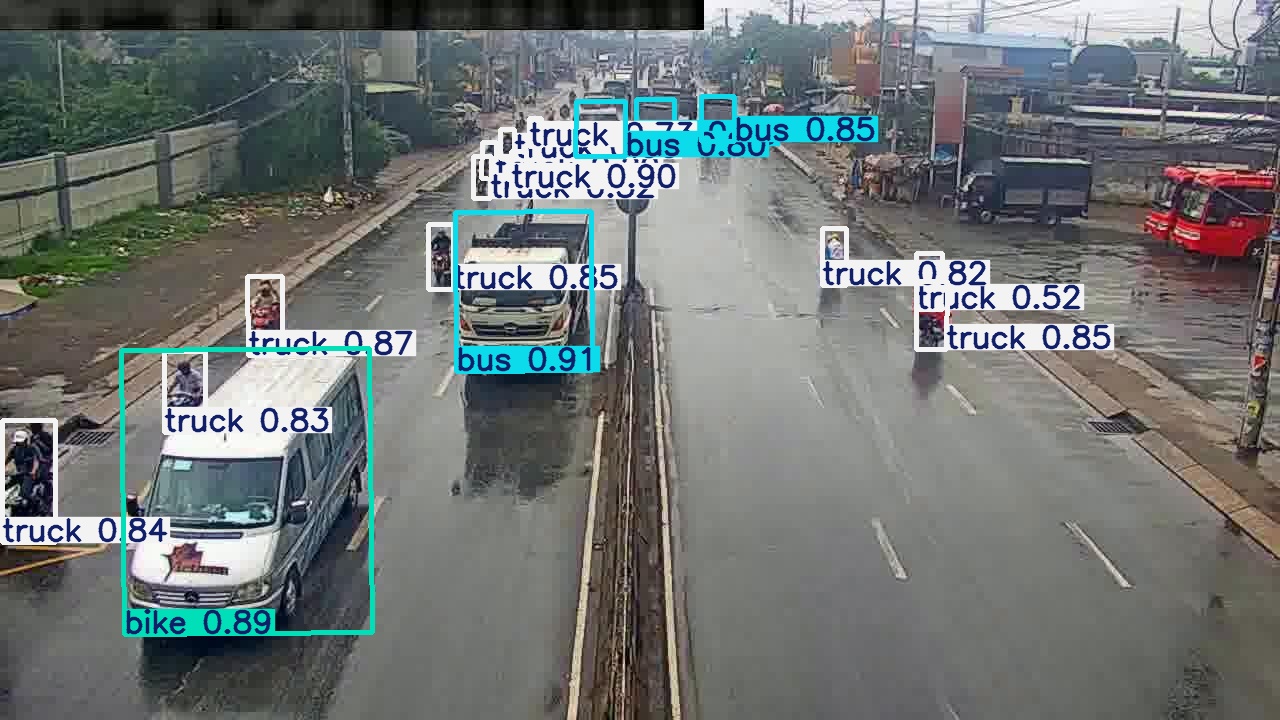 truck 0.77
bus 0.85
bus 0.80
truck 0.90
truck 0.85
truck 0.82
truck 0.52
truck 0.85
truck 0.87
bus 0.91
truck 0.83
truck 0.84
bike 0.89